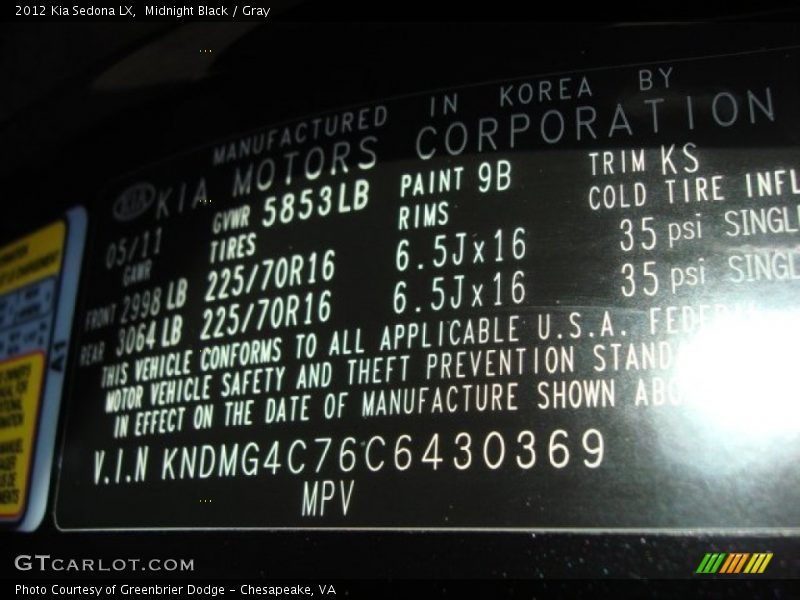 2012 Kia Sedona LX,  Midnight Black / Gray
MANUFACTURED IN KOREA BY
KIA KIA MOTORS CORPORATION
05/11 GVWR 5853LB PAINT 9B TRIM KS
GAWR TIRES RIMS COLD TIRE INFL
FRONT 2998 LB 225/70R16 6.5Jx16 35 psi SINGL
REAR 3064 LB 225/70R16 6.5Jx16 35 psi SINGL
THIS VEHICLE CONFORMS TO ALL APPLICABLE U.S.A. FEDE
MOTOR VEHICLE SAFETY AND THEFT PREVENTION STAND
IN EFFECT ON THE DATE OF MANUFACTURE SHOWN ABO
V.I.N KNDMG4C76C6430369
MPV
GTCARLOT.COM
Photo Courtesy of Greenbrier Dodge - Chesapeake, VA